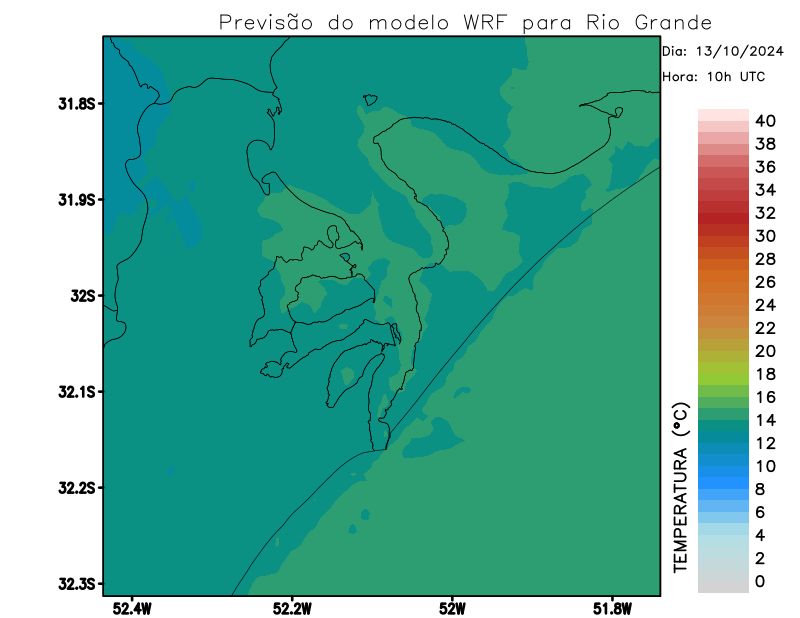 Previsão do modelo WRF para Rio Grande
Dia: 13/10/2024
Hora: 10h UTC
31.8S
31.9S
32S
32.1S
32.2S
32.3S
52.4W
52.2W
52W
51.8W
TEMPERATURA (°C)
40
38
36
34
32
30
28
26
24
22
20
18
16
14
12
10
8
6
4
2
0